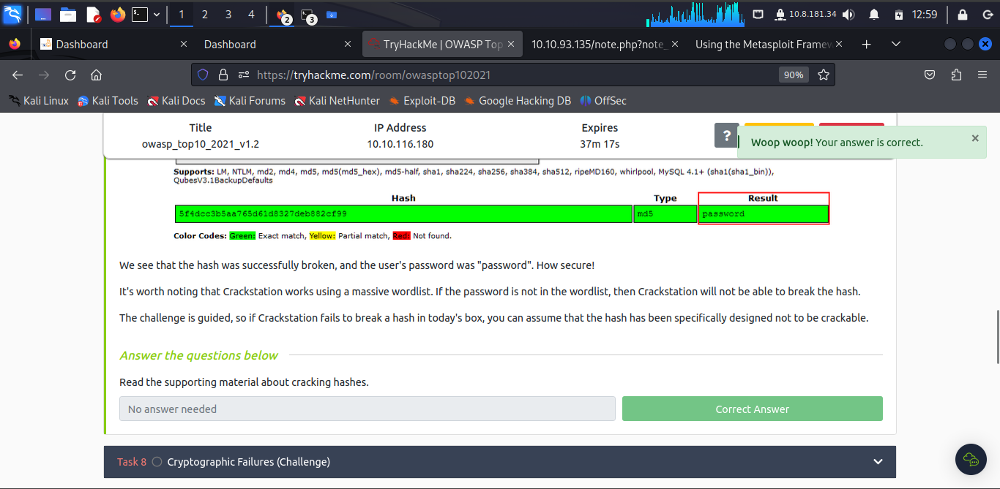 1 2 3 4 2 3 10.8.181.34 12:59
Dashboard Dashboard TryHackMe | OWASP Top 10.10.93.135/note.php?note_ Using the Metasploit Framew
https://tryhackme.com/room/owasptop102021 90%
Kali Linux Kali Tools Kali Docs Kali Forums Kali NetHunter Exploit-DB Google Hacking DB OffSec
Title IP Address Expires
owasp_top10_2021_v1.2 10.10.116.180 37m 17s
?
Woop woop! Your answer is correct.
Supports: LM, NTLM, md2, md4, md5, md5(md5_hex), md5-half, sha1, sha224, sha256, sha384, sha512, ripeMD160, whirlpool, MySQL 4.1+ (sha1(sha1_bin)),
QubesV3.1BackupDefaults
Hash Type Result
5f4dcc3b5aa765d61d8327deb882cf99 md5 password
Color Codes: Green: Exact match, Yellow: Partial match, Red: Not found.
We see that the hash was successfully broken, and the user's password was "password". How secure!
It's worth noting that Crackstation works using a massive wordlist. If the password is not in the wordlist, then Crackstation will not be able to break the hash.
The challenge is guided, so if Crackstation fails to break a hash in today's box, you can assume that the hash has been specifically designed not to be crackable.
Answer the questions below
Read the supporting material about cracking hashes.
No answer needed Correct Answer
Task 8 Cryptographic Failures (Challenge)